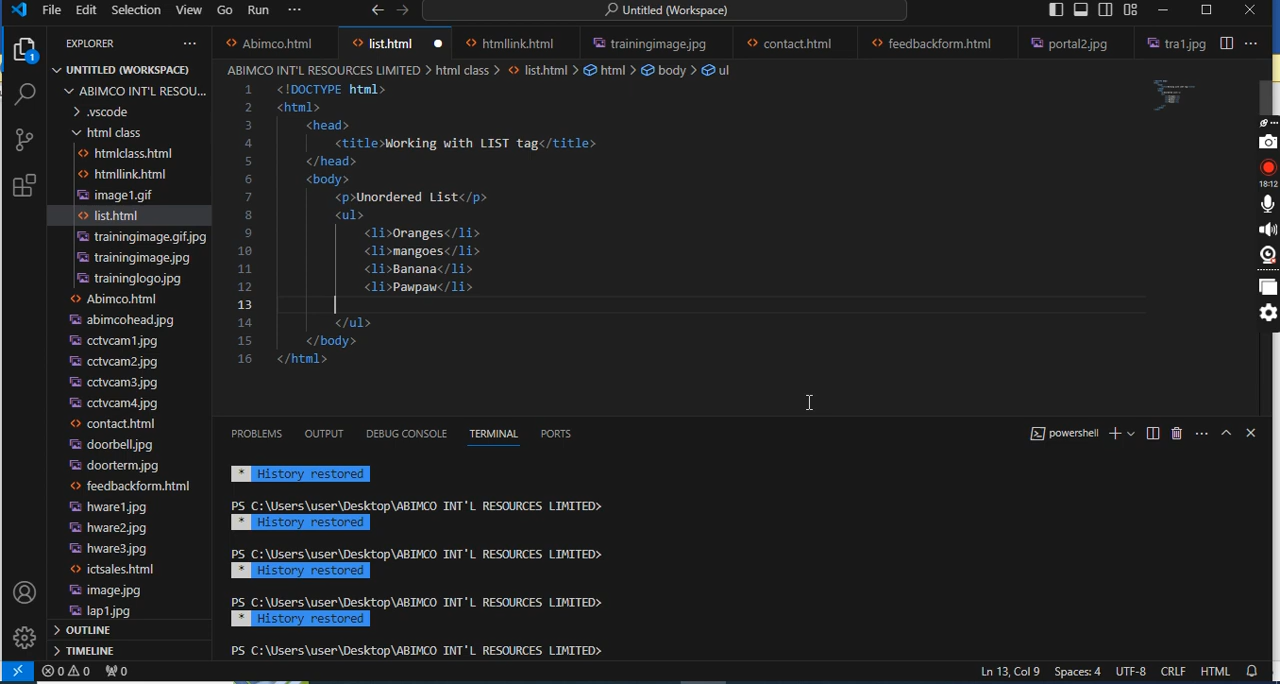 File Edit Selection View Go Run ··· Untitled (Workspace)
EXPLORER ···
1
UNTITLED (WORKSPACE)
ABIMCO INT'L RESOU...
.vscode
html class
htmlclass.html
htmllink.html
image1.gif
list.html
trainingimage.gif.jpg
trainingimage.jpg
traininglogo.jpg
Abimco.html
abimcohead.jpg
cctvcam1.jpg
cctvcam2.jpg
cctvcam3.jpg
cctvcam4.jpg
contact.html
doorbell.jpg
doorterm.jpg
feedbackform.html
hware1.jpg
hware2.jpg
hware3.jpg
ictsales.html
image.jpg
lap1.jpg
OUTLINE
TIMELINE
Abimco.html list.html htmllink.html trainingimage.jpg contact.html feedbackform.html portal2.jpg tra1.jpg ···
ABIMCO INT'L RESOURCES LIMITED > html class > list.html > html > body > ul
1 <!DOCTYPE html>
2 <html>
3 <head>
4 <title>Working with LIST tag</title>
5 </head>
6 <body>
7 <p>Unordered List</p>
8 <ul>
9 <li>Oranges</li>
10 <li>mangoes</li>
11 <li>Banana</li>
12 <li>Pawpaw</li>
13
14 </ul>
15 </body>
16 </html>
18:12
PROBLEMS OUTPUT DEBUG CONSOLE TERMINAL PORTS powershell ···
* History restored
PS C:\Users\user\Desktop\ABIMCO INT'L RESOURCES LIMITED>
* History restored
PS C:\Users\user\Desktop\ABIMCO INT'L RESOURCES LIMITED>
* History restored
PS C:\Users\user\Desktop\ABIMCO INT'L RESOURCES LIMITED>
* History restored
PS C:\Users\user\Desktop\ABIMCO INT'L RESOURCES LIMITED>
0 0 0 Ln 13, Col 9 Spaces: 4 UTF-8 CRLF HTML